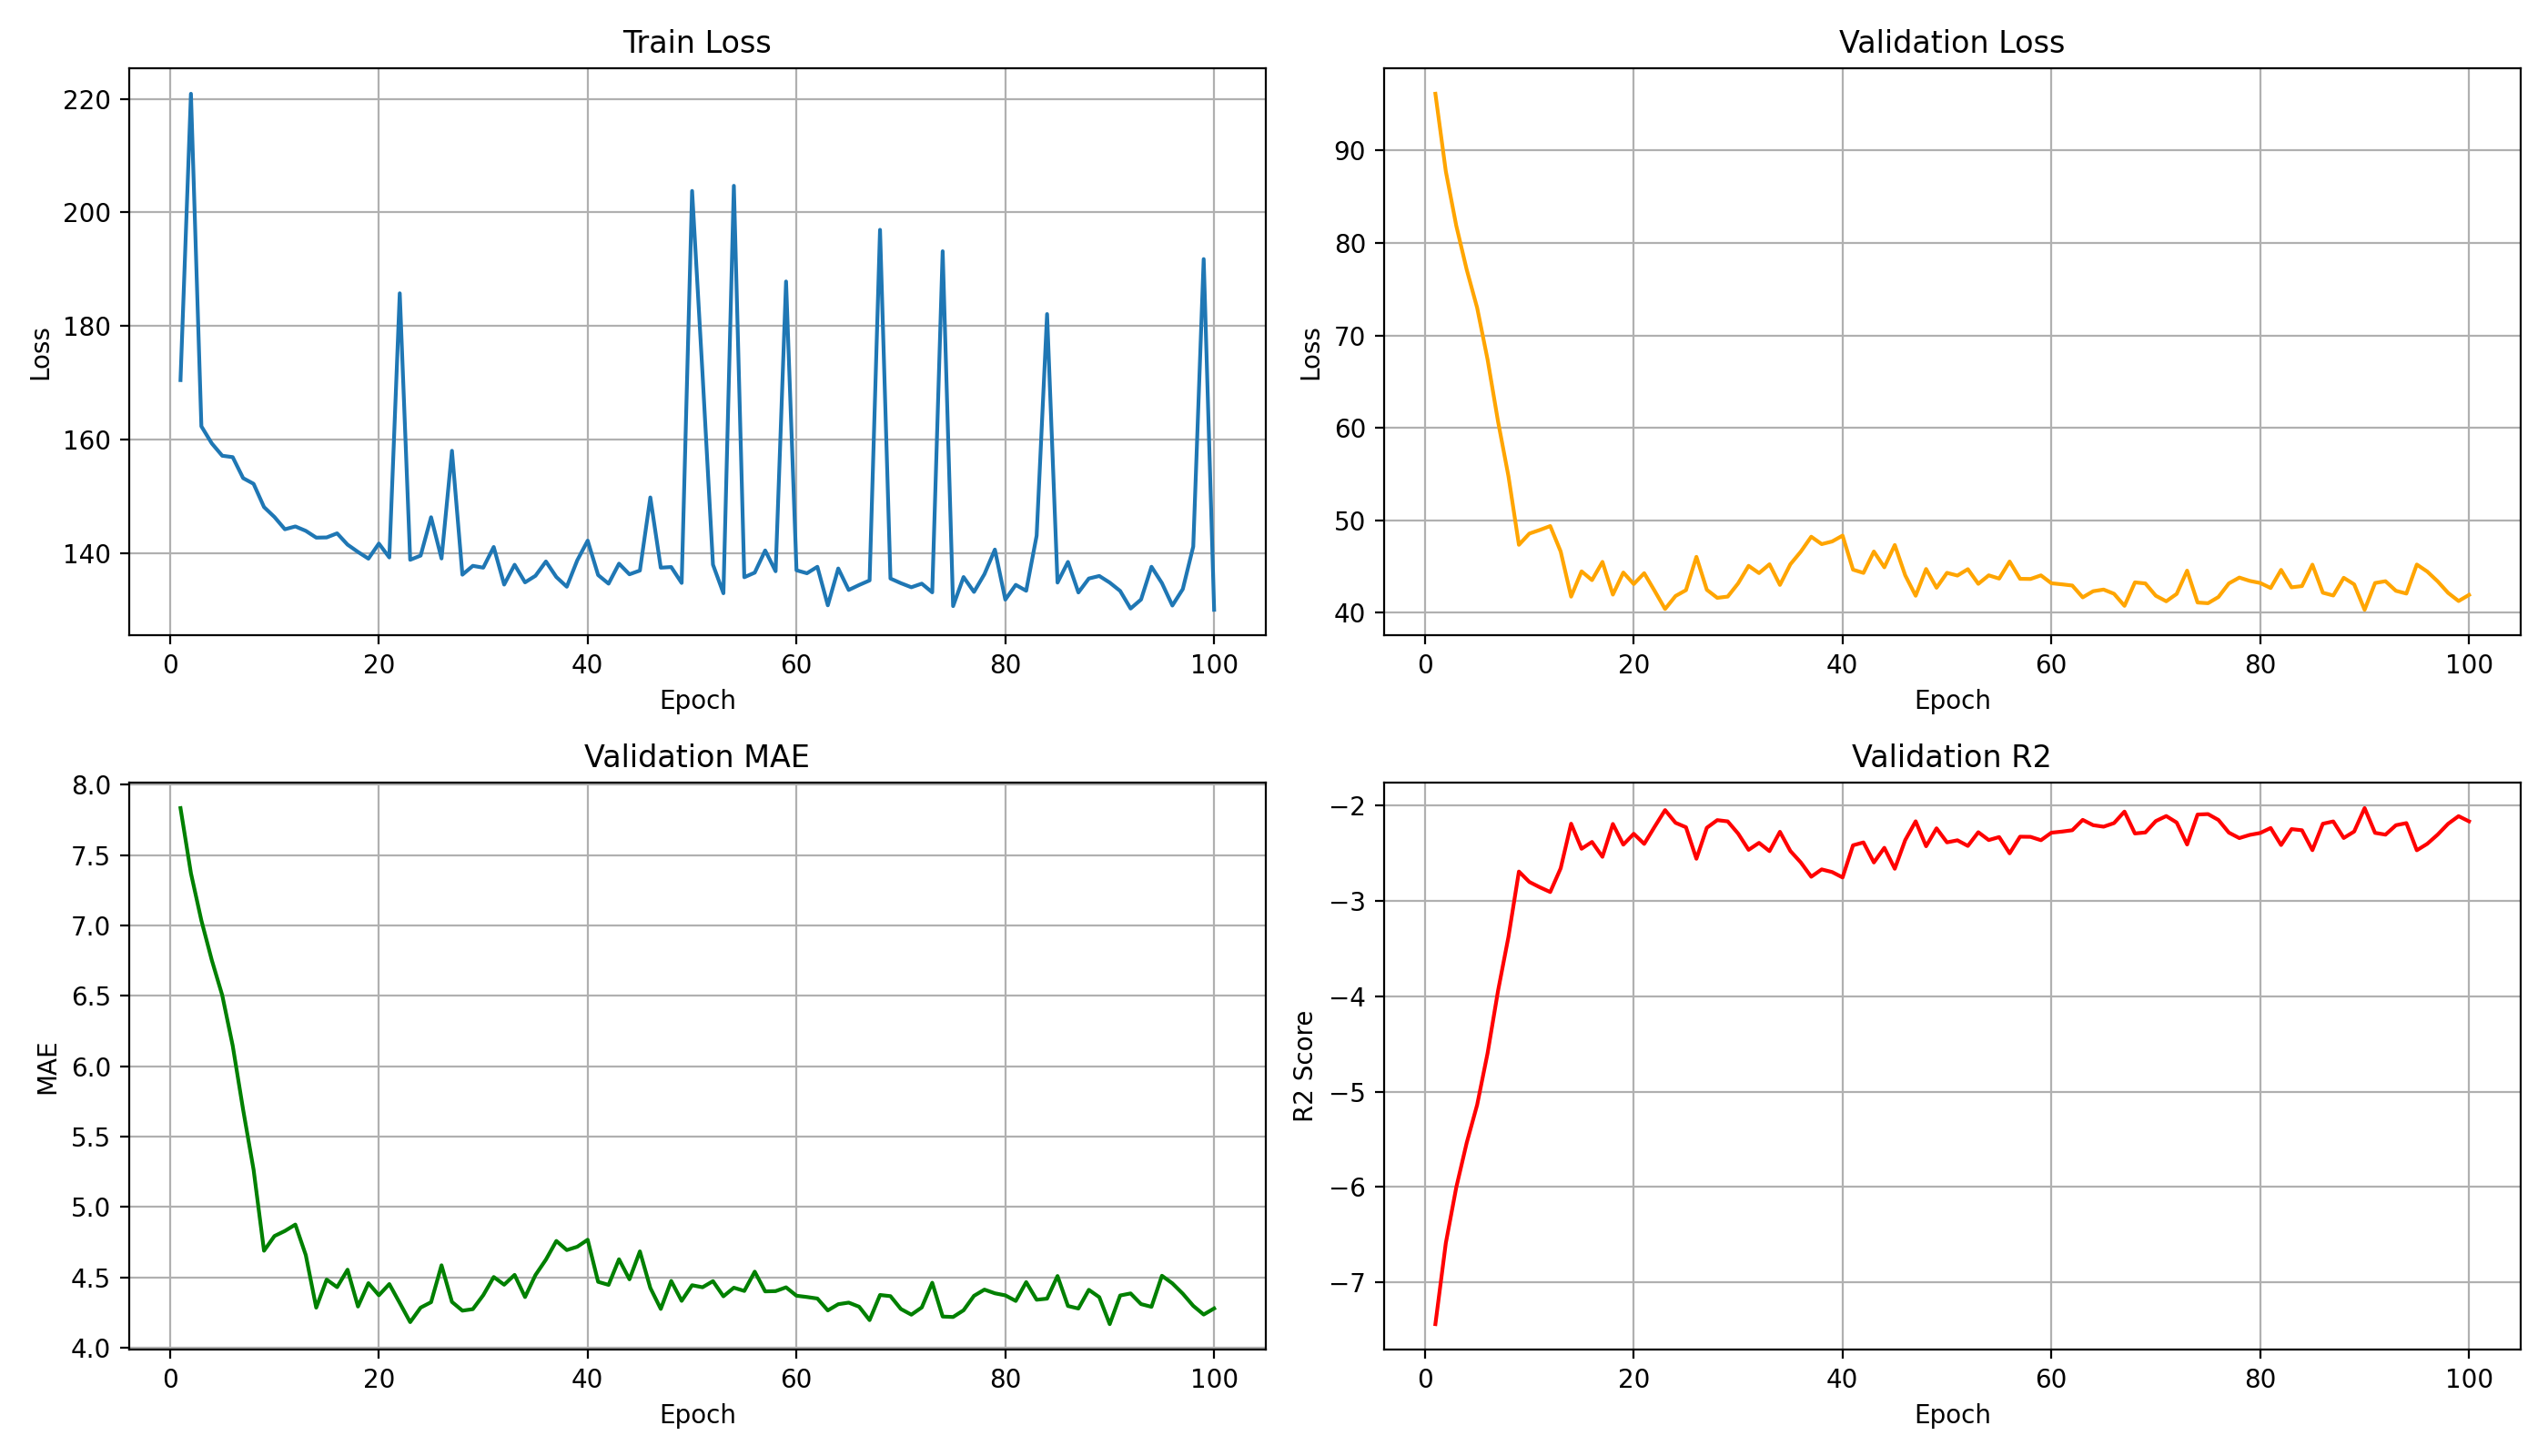 Train Loss
220
200
180
160
140
Loss
0 20 40 60 80 100
Epoch
Validation Loss
90
80
70
60
50
40
Loss
0 20 40 60 80 100
Epoch
Validation MAE
8.0
7.5
7.0
6.5
6.0
5.5
5.0
4.5
4.0
MAE
0 20 40 60 80 100
Epoch
Validation R2
−2
−3
−4
−5
−6
−7
R2 Score
0 20 40 60 80 100
Epoch